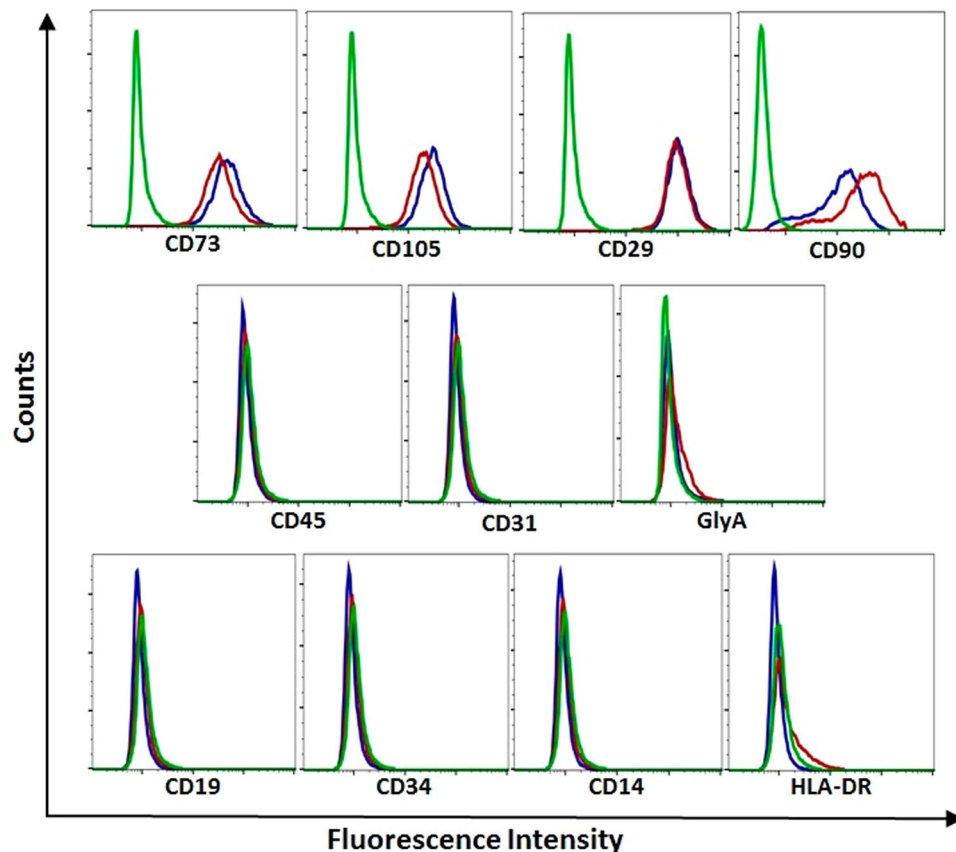 CD73 CD105 CD29 CD90
Counts
CD45 CD31 GlyA
CD19 CD34 CD14 HLA-DR
Fluorescence Intensity